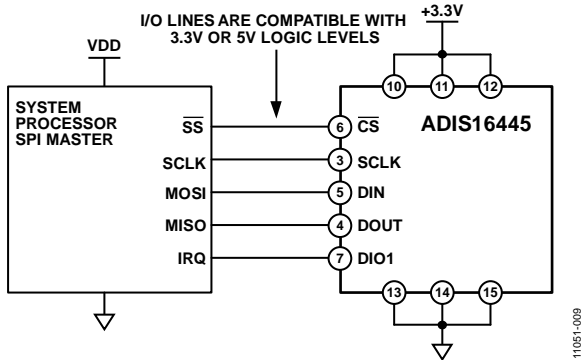 I/O LINES ARE COMPATIBLE WITH
3.3V OR 5V LOGIC LEVELS
+3.3V
VDD
10 11 12
SYSTEM
PROCESSOR
SPI MASTER
ADIS16445
SS 6 CS
SCLK 3 SCLK
MOSI 5 DIN
MISO 4 DOUT
IRQ 7 DIO1
13 14 15
11051-009